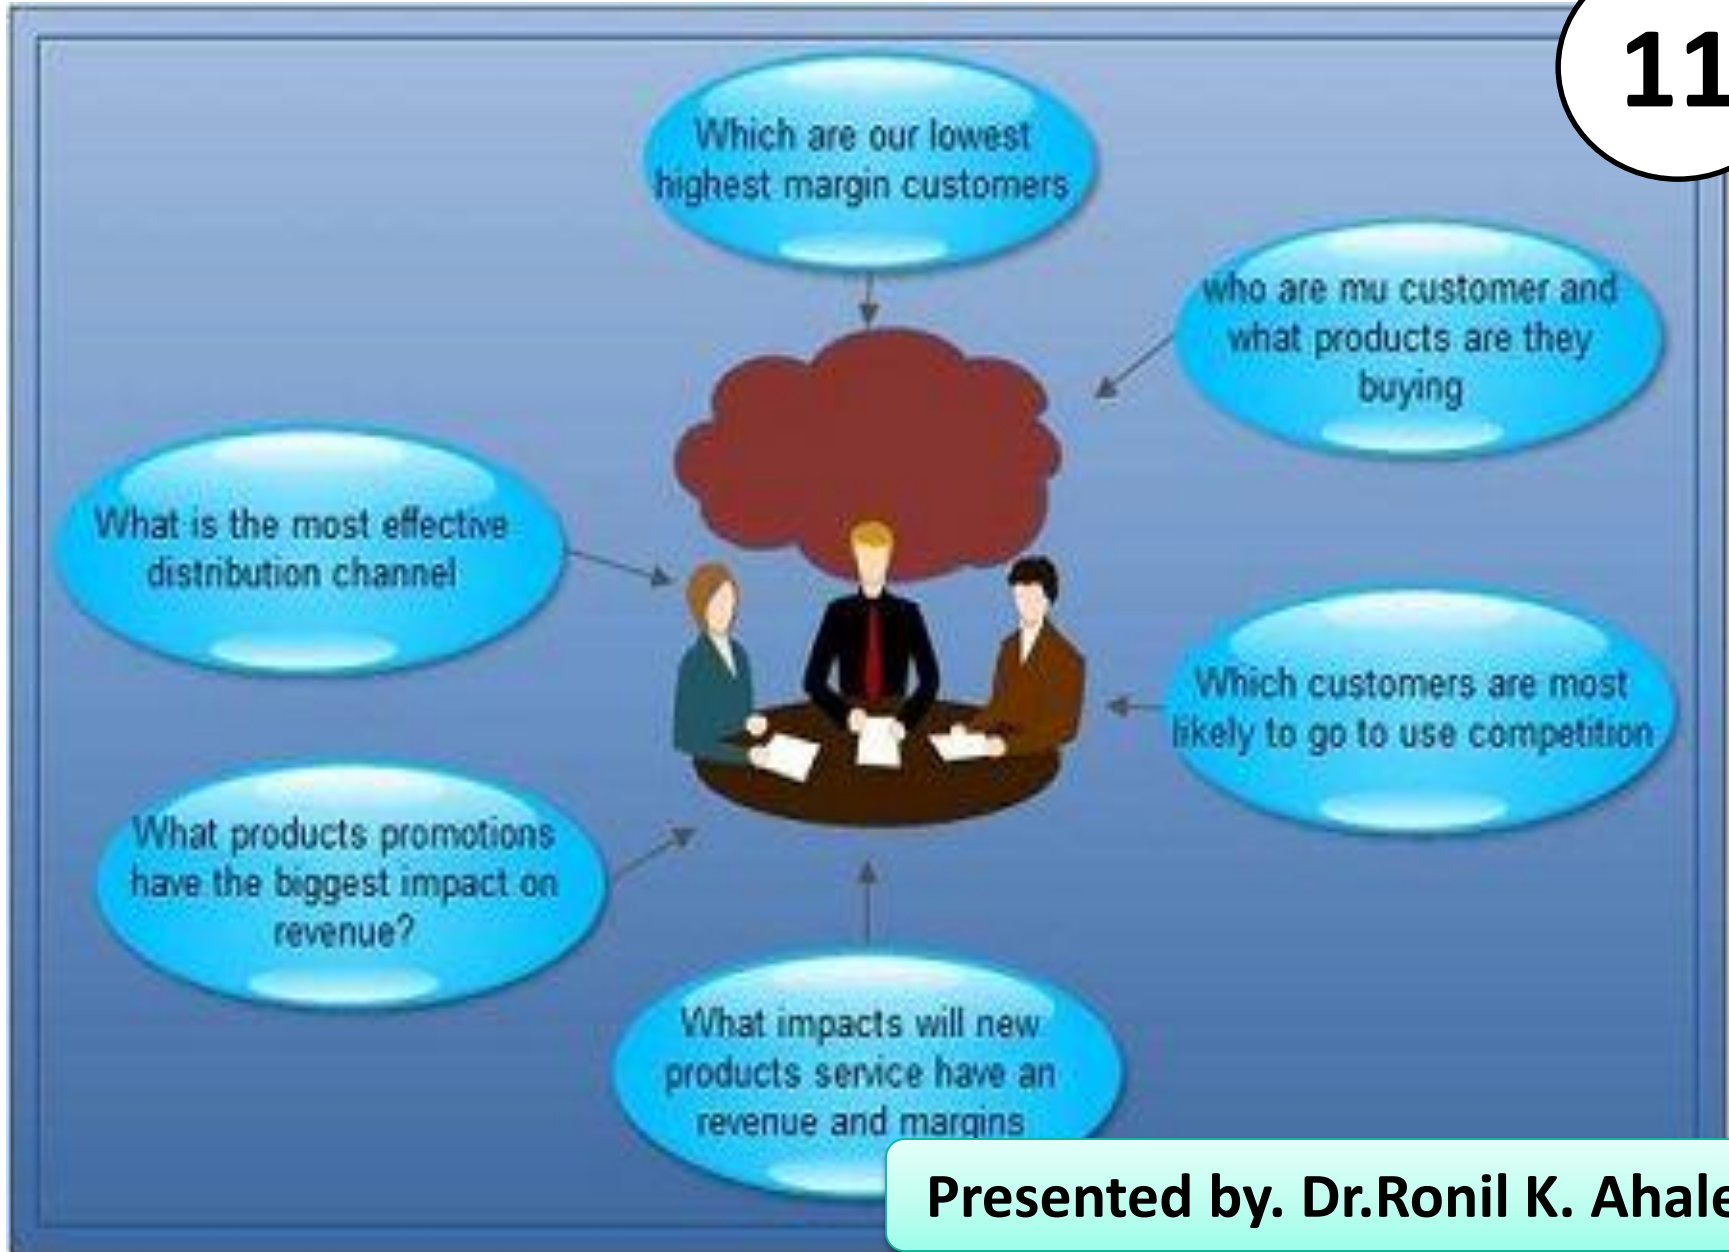 11
Which are our lowest
highest margin customers
who are mu customer and
what products are they
buying
What is the most effective
distribution channel
Which customers are most
likely to go to use competition
What products promotions
have the biggest impact on
revenue?
What impacts will new
products service have an
revenue and margins
Presented by. Dr.Ronil K. Ahale